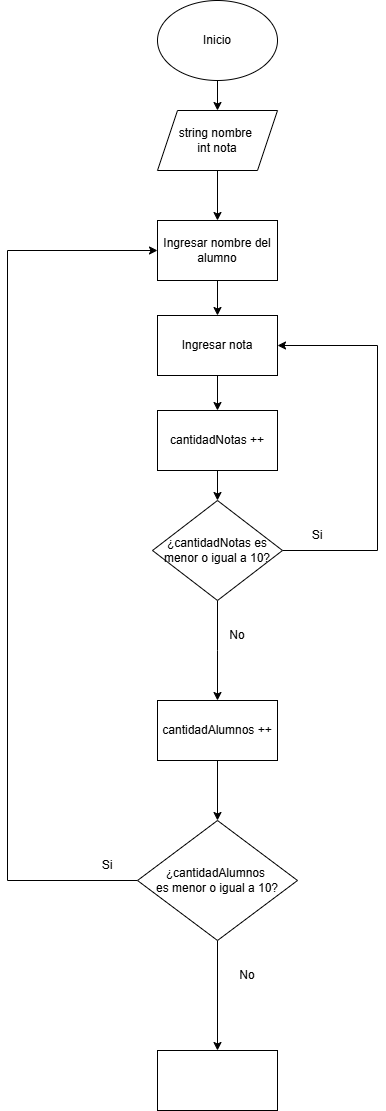 Inicio
string nombre
int nota
Ingresar nombre del
alumno
Ingresar nota
cantidadNotas ++
¿cantidadNotas es
menor o igual a 10?
Si
No
cantidadAlumnos ++
¿cantidadAlumnos
es menor o igual a 10?
Si
No